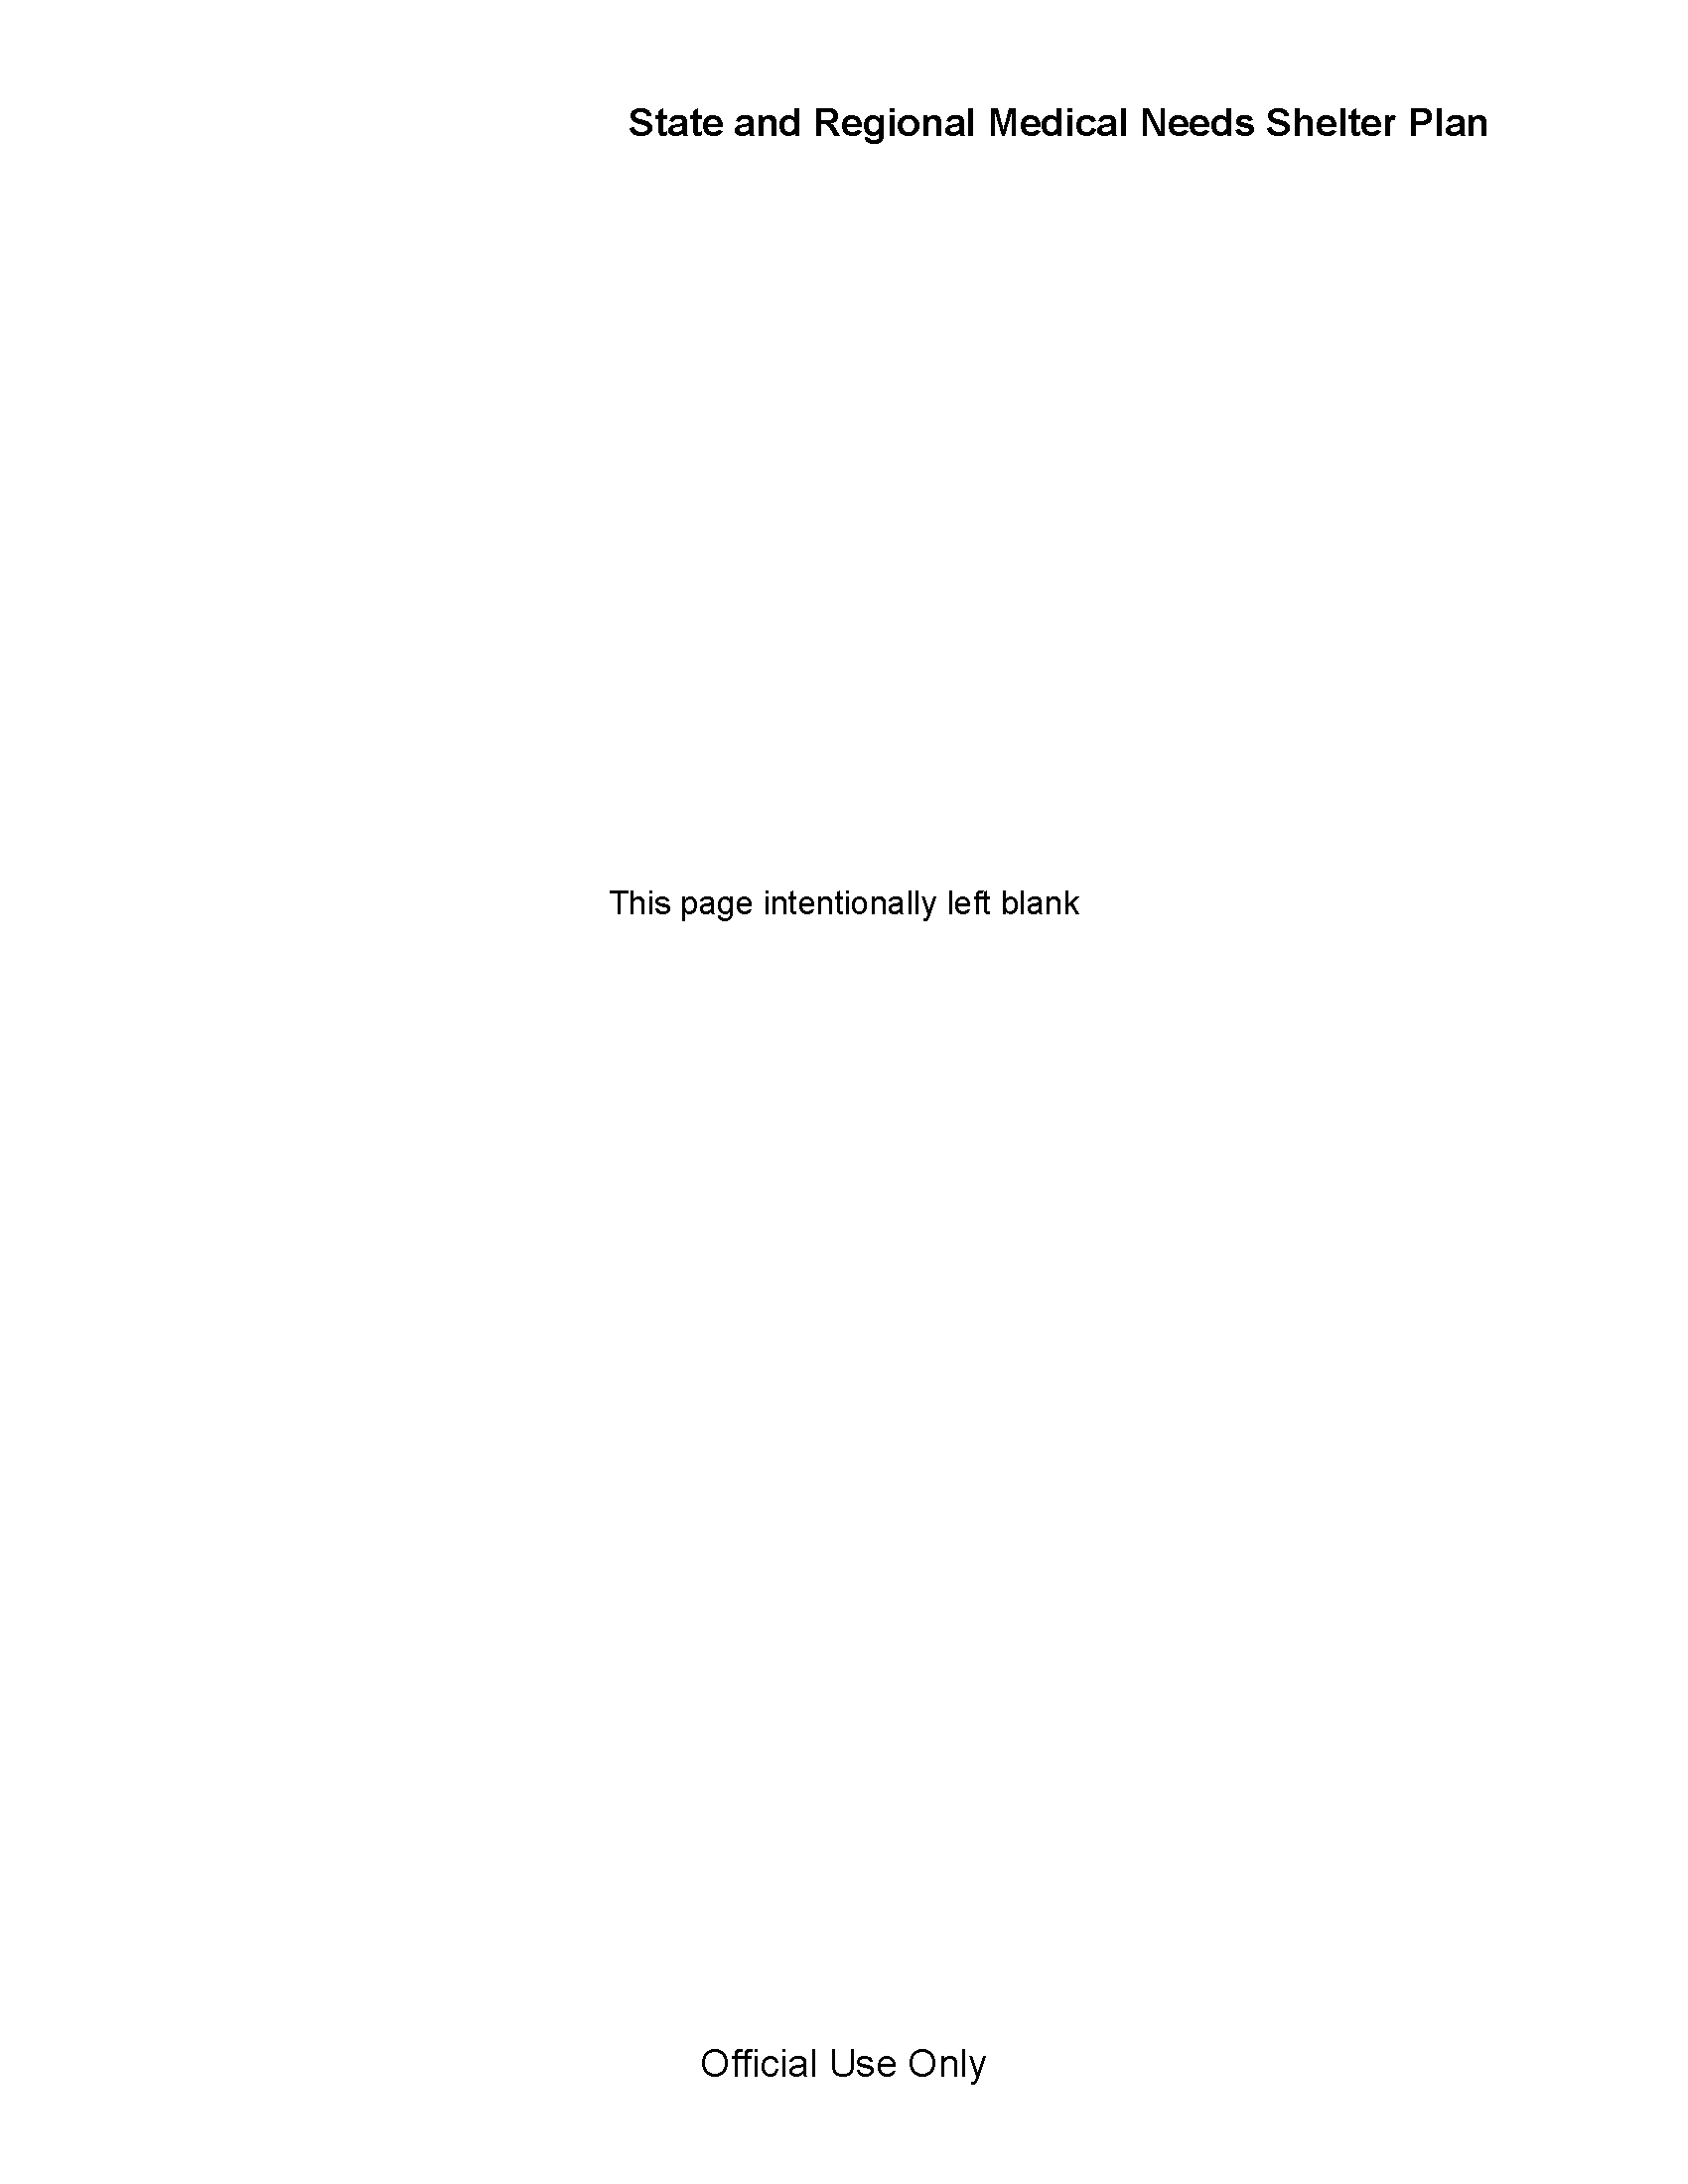 State and Regional Medical Needs Shelter Plan
This page intentionally left blank
Official Use Only